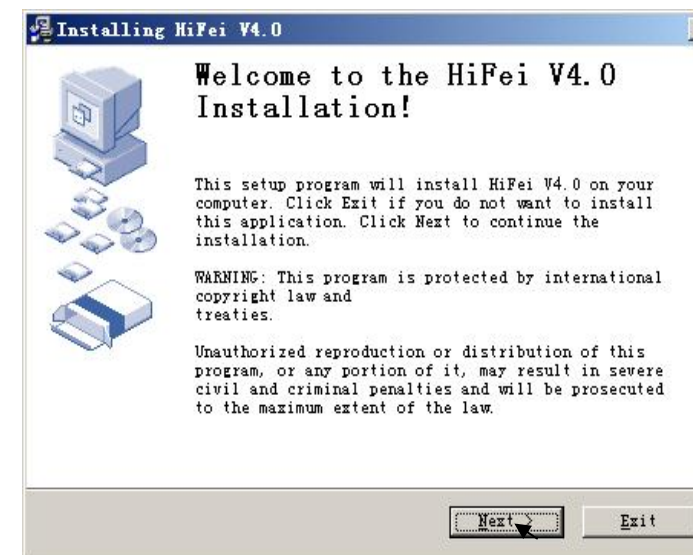 Installing HiFei V4.0
Welcome to the HiFei V4.0
Installation!
This setup program will install HiFei V4.0 on your
computer. Click Exit if you do not want to install
this application. Click Next to continue the
installation.
WARNING: This program is protected by international
copyright law and
treaties.
Unauthorized reproduction or distribution of this
program, or any portion of it, may result in severe
civil and criminal penalties and will be prosecuted
to the maximum extent of the law.
Next >
Exit